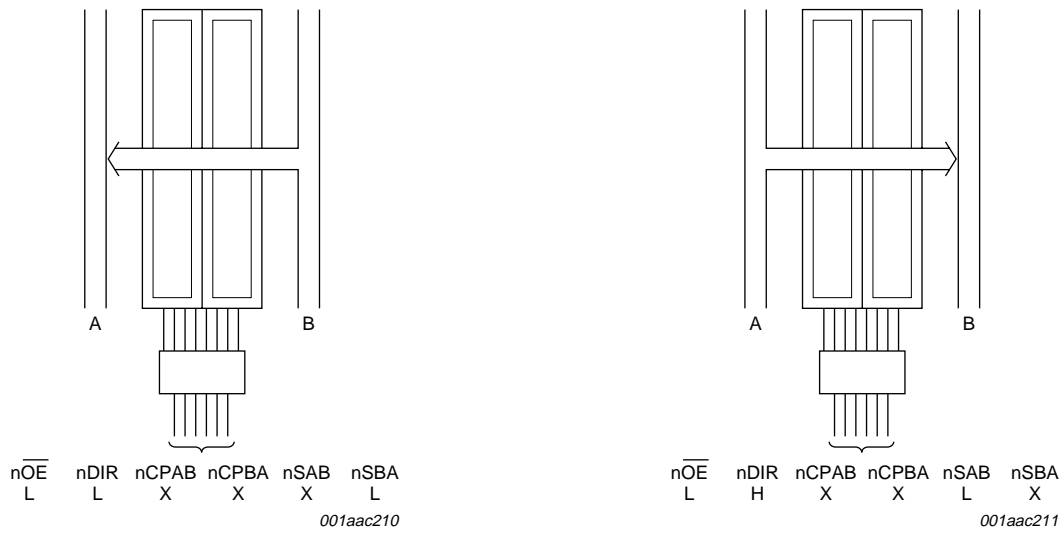 A B A B
nOE nDIR nCPAB nCPBA nSAB nSBA nOE nDIR nCPAB nCPBA nSAB nSBA
L L X X X L L H X X L X
001aac210 001aac211